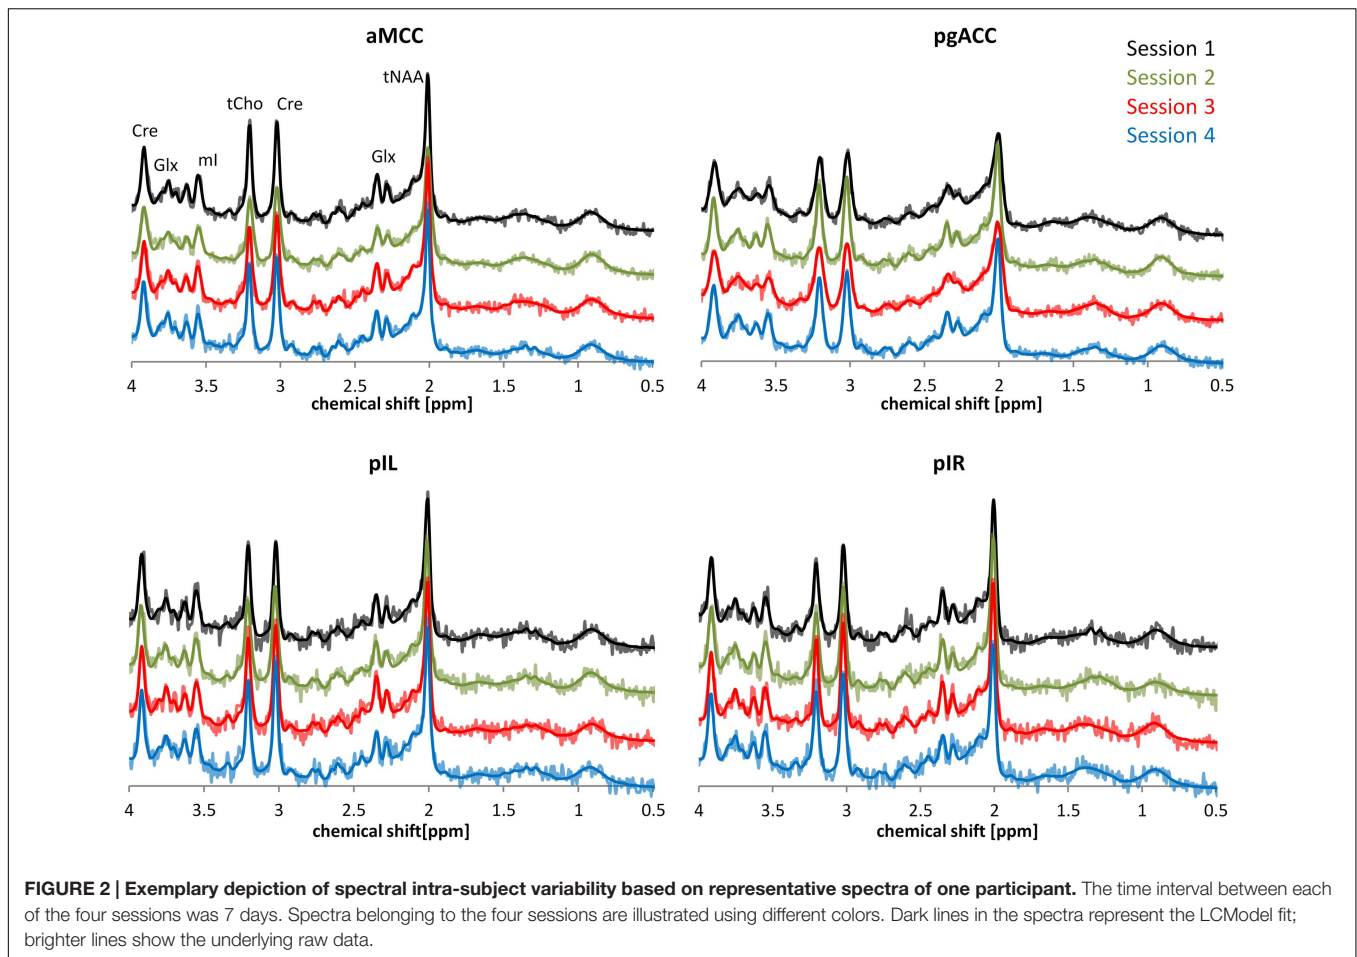 aMCC
pgACC
Session 1
Session 2
Session 3
Session 4
tNAA
tCho
Cre
Cre
Glx
mI
Glx
4 3.5 3 2.5 2 1.5 1 0.5
chemical shift [ppm]
4 3.5 3 2.5 2 1.5 1 0.5
chemical shift [ppm]
pIL
pIR
4 3.5 3 2.5 2 1.5 1 0.5
chemical shift[ppm]
4 3.5 3 2.5 2 1.5 1 0.5
chemical shift [ppm]
FIGURE 2 | Exemplary depiction of spectral intra-subject variability based on representative spectra of one participant. The time interval between each
of the four sessions was 7 days. Spectra belonging to the four sessions are illustrated using different colors. Dark lines in the spectra represent the LCModel fit;
brighter lines show the underlying raw data.